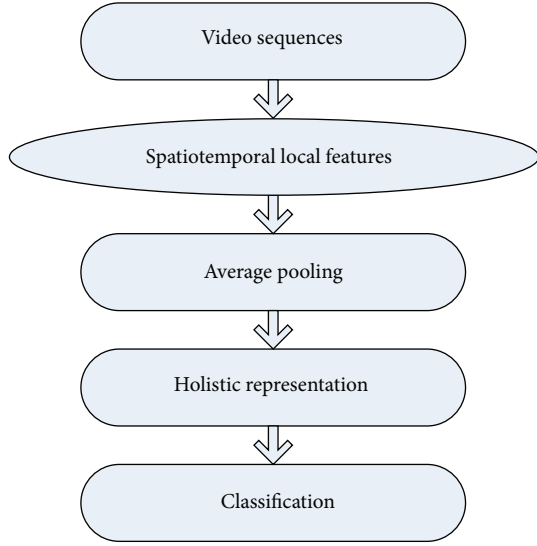 Video sequences
Spatiotemporal local features
Average pooling
Holistic representation
Classification